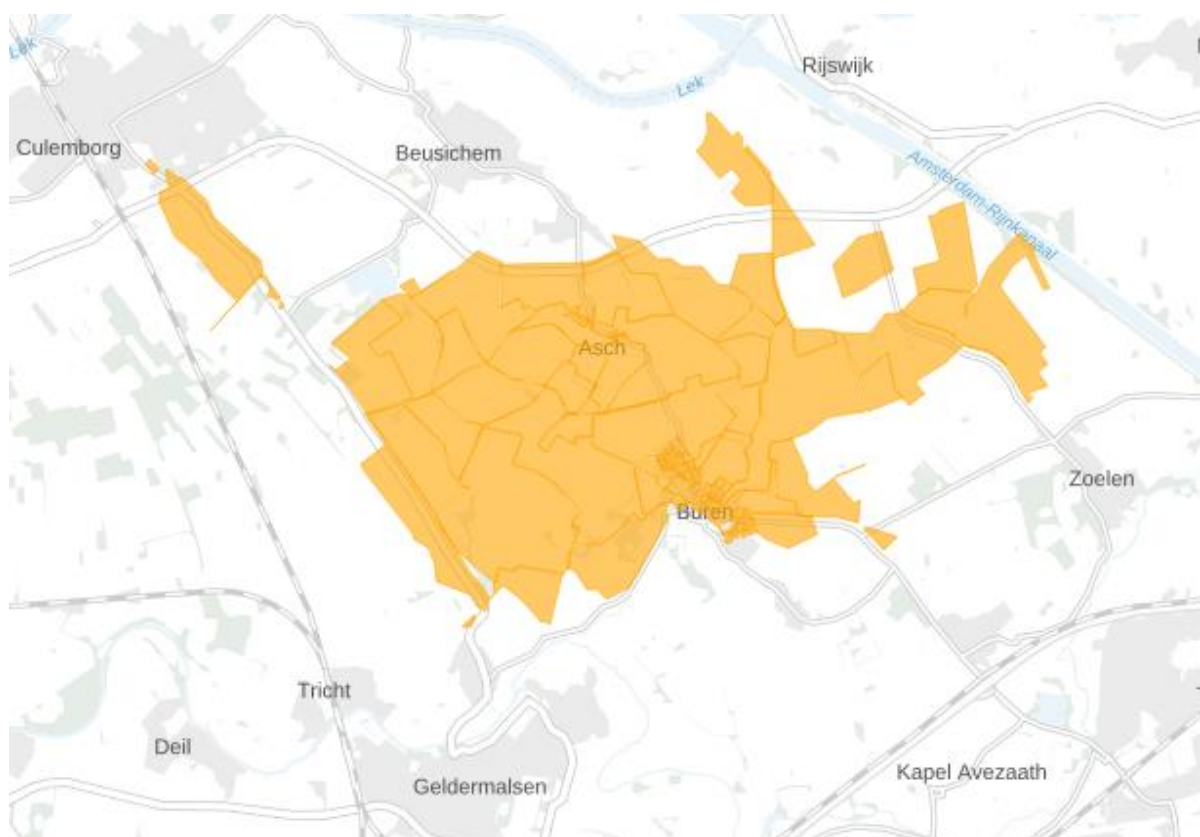 Lek
Rijswijk
Lek
Culemborg
Beusichem
Amsterdam-Rijnkanaal
Asch
Zoelen
Buren
Tricht
Deil
Kapel Avezaath
Geldermalsen